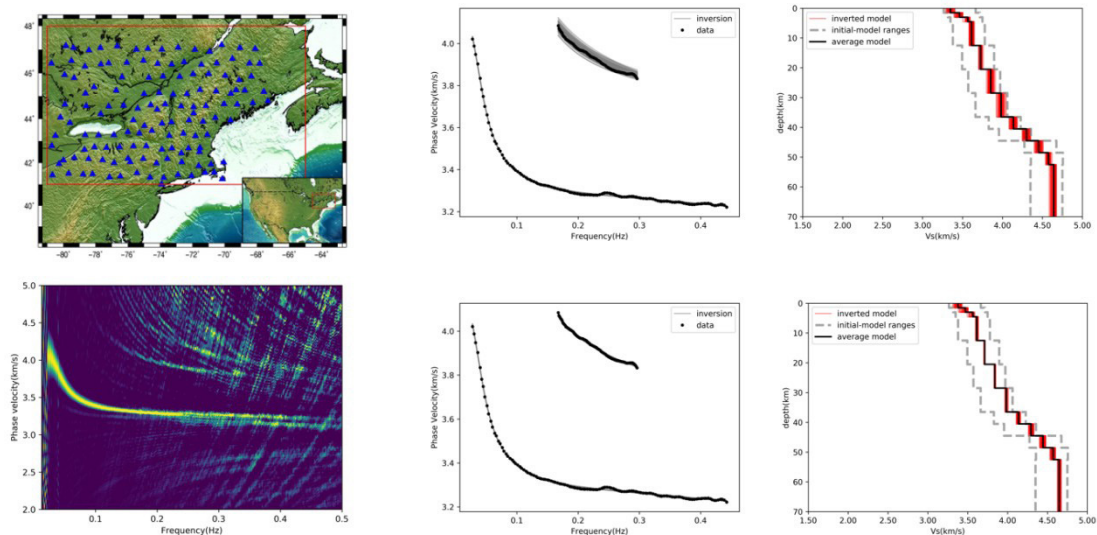 48˚
46˚
44˚
42˚
40˚
-80˚ -78˚ -76˚ -74˚ -72˚ -70˚ -68˚ -66˚ -64˚
Phase Velocity(km/s)
4.0
3.8
3.6
3.4
3.2
0.1 0.2 0.3 0.4
Frequency(Hz)
inversion
data
depth(km)
0
10
20
30
40
50
60
70
1.50 3.00 3.50 4.00 4.50 5.00
Vs(km/s)
inverted model
initial-model ranges
average model
Phase velocity(km/s)
5.0
4.5
4.0
3.5
3.0
2.5
2.0
0.1 0.2 0.3 0.4 0.5
Frequency(Hz)
Phase Velocity(km/s)
4.0
3.8
3.6
3.4
3.2
0.1 0.2 0.3 0.4
Frequency(Hz)
inversion
data
depth(km)
0
10
20
30
40
50
60
70
1.50 3.00 3.50 4.00 4.50 5.00
Vs(km/s)
inverted model
initial-model ranges
average model